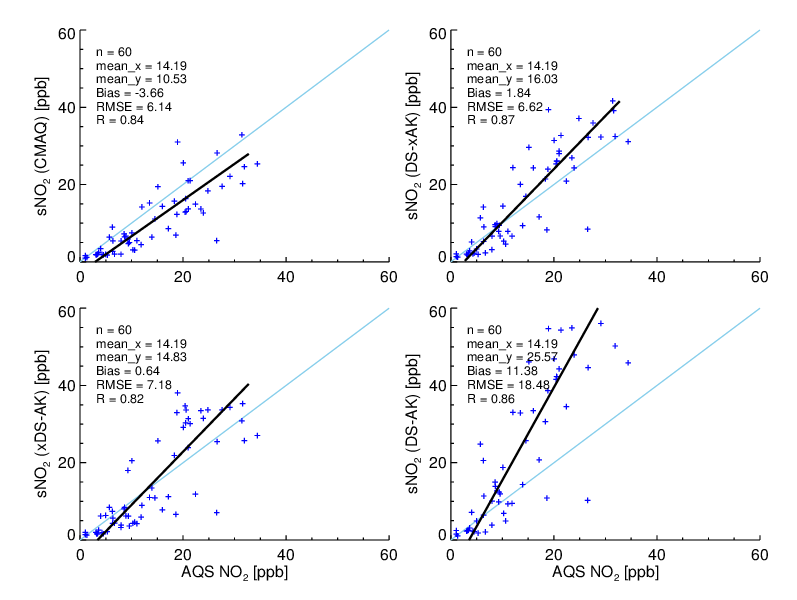 60
40
20
0
sNO2 (CMAQ) [ppb]
n = 60
mean_x = 14.19
mean_y = 10.53
Bias = -3.66
RMSE = 6.14
R = 0.84
0 20 40 60
60
40
20
0
sNO2 (DS-xAK) [ppb]
n = 60
mean_x = 14.19
mean_y = 16.03
Bias = 1.84
RMSE = 6.62
R = 0.87
0 20 40 60
60
40
20
0
sNO2 (xDS-AK) [ppb]
n = 60
mean_x = 14.19
mean_y = 14.83
Bias = 0.64
RMSE = 7.18
R = 0.82
0 20 40 60
AQS NO2 [ppb]
60
40
20
0
sNO2 (DS-AK) [ppb]
n = 60
mean_x = 14.19
mean_y = 25.57
Bias = 11.38
RMSE = 18.48
R = 0.86
0 20 40 60
AQS NO2 [ppb]